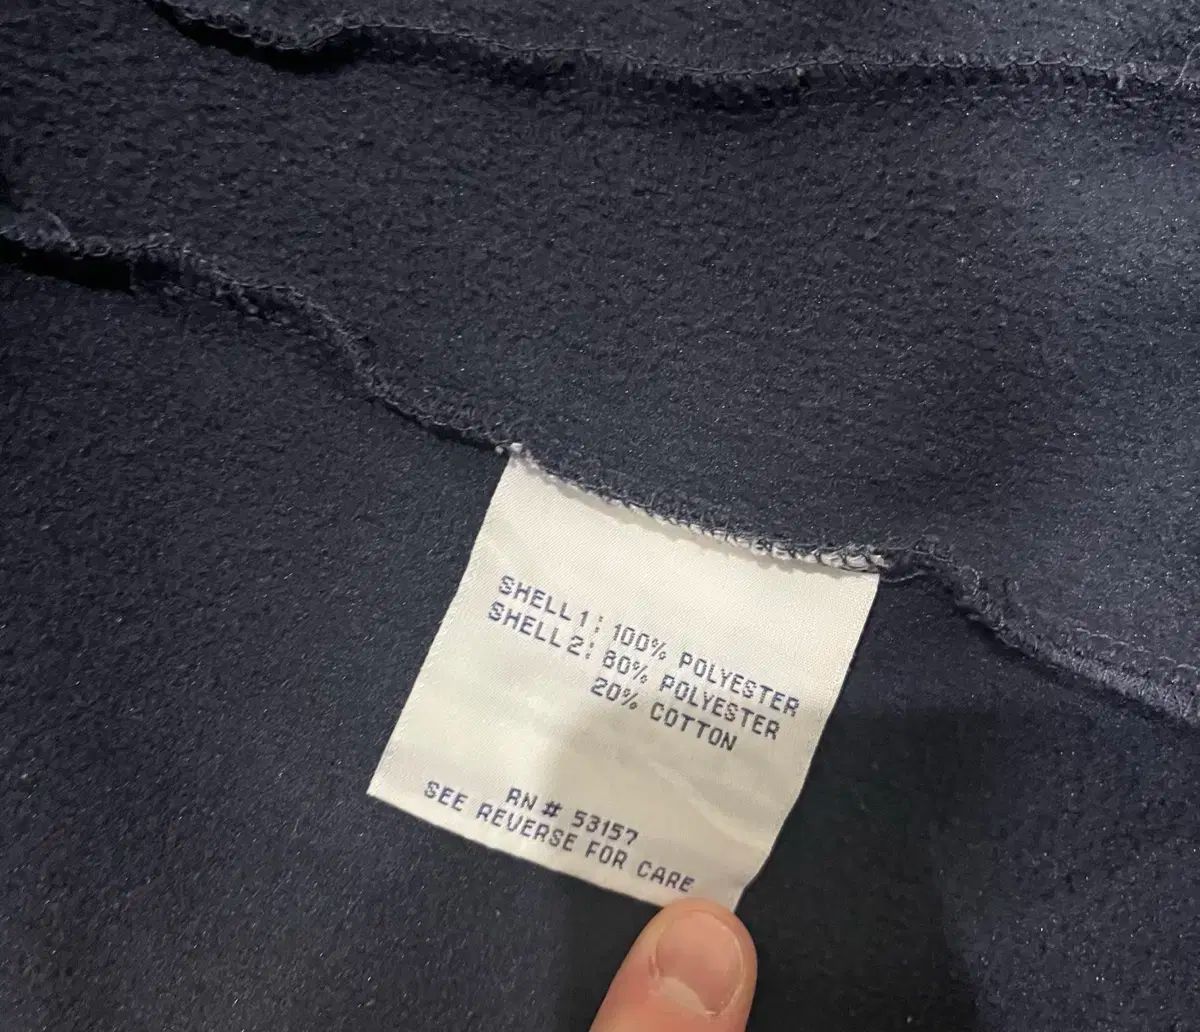 SHELL 1: 100% POLYESTER
SHELL 2: 80% POLYESTER
20% COTTON
RN # 53157
SEE REVERSE FOR CARE